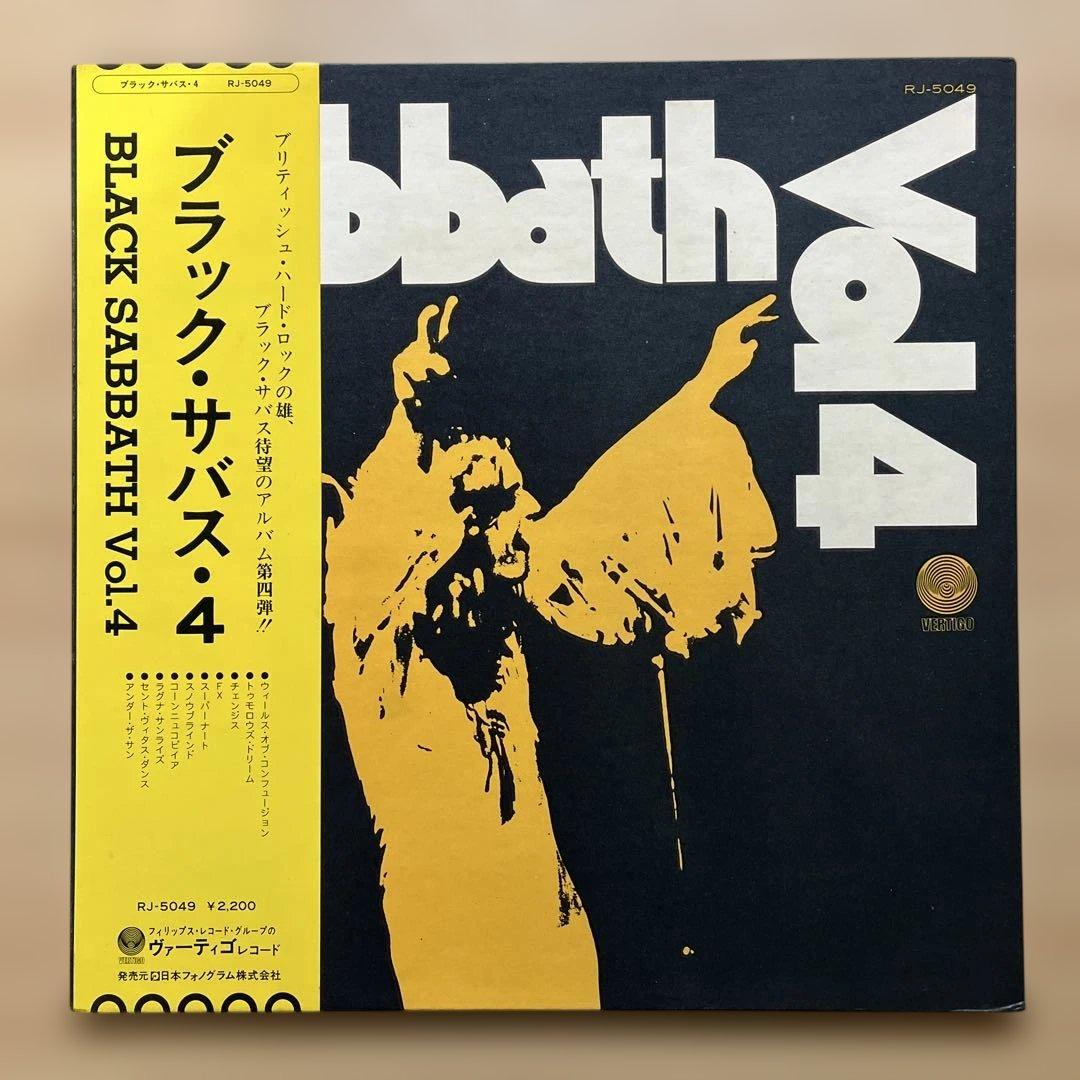 ブラック・サバス・4 RJ-5049
ブリティッシュ・ハード・ロックの雄、
ブラック・サバス待望のアルバム第四弾!!
ブラック・サバス・4
BLACK SABBATH Vol.4
●ウィールス・オブ・コンフュージョン
●トゥモロウズ・ドリーム
●チェンジス
●FX
●スーパーナート
●スノウブラインド
●コーンニュコピイア
●ラグナ・サンライズ
●セント・ヴィタス・ダンス
●アンダー・ザ・サン
RJ-5049 ¥2,200
フィリップス・レコード・グループの
VERTIGO ヴァーティゴレコード
発売元 日本フォノグラム株式会社
RJ-5049
bbath
Vol 4
VERTIGO